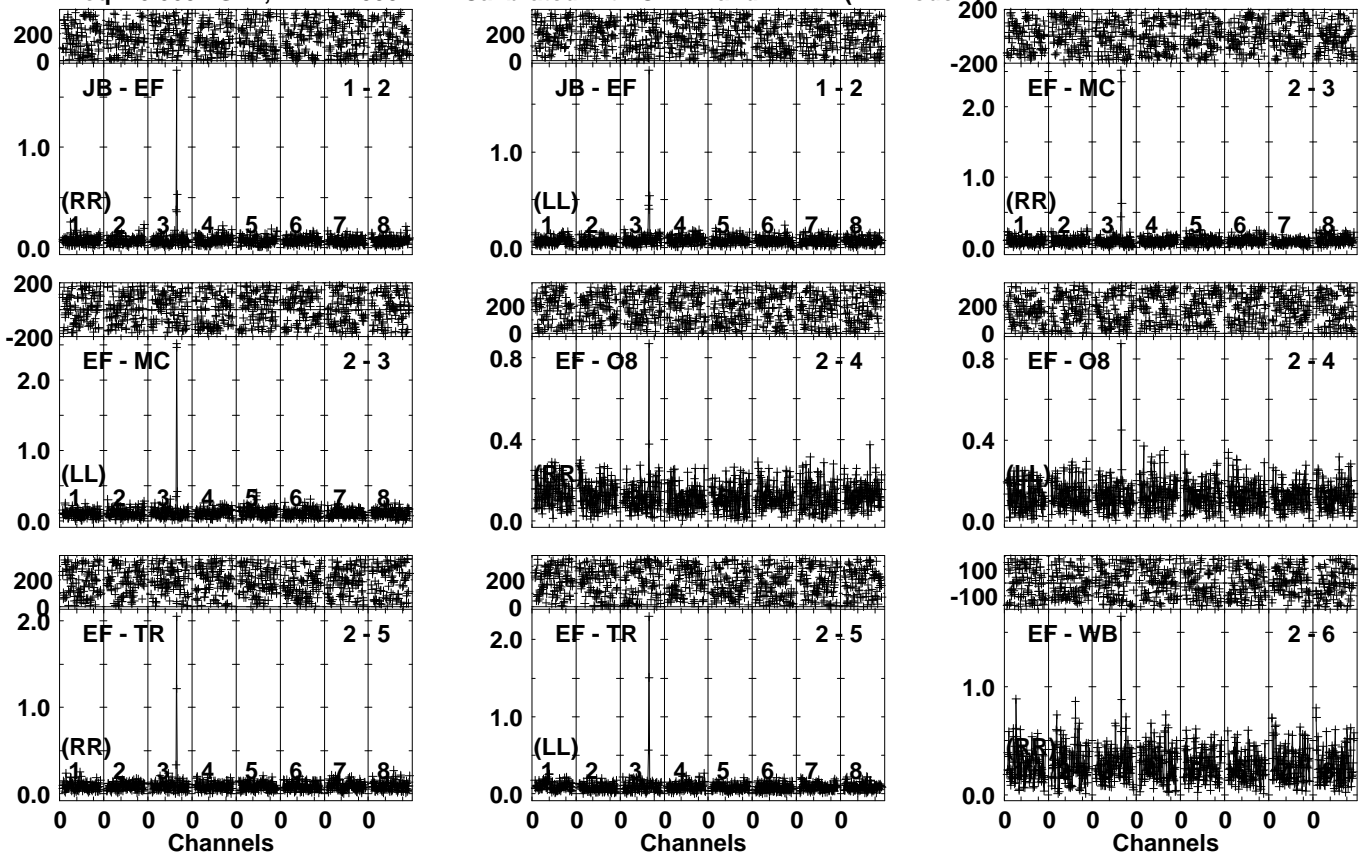 200 200 200
0 0 -200
JB - EF 1 - 2 JB - EF 1 - 2 EF - MC 2 - 3
2.0
1.0 1.0 1.0
(RR) (LL) (RR)
1 2 3 4 5 6 7 8 1 2 3 4 5 6 7 8 1 2 3 4 5 6 7 8
0.0 0.0 0.0
200 200 200
-200 0 0
EF - MC 2 - 3 EF - O8 2 - 4 EF - O8 2 - 4
2.0 0.8 0.8
1.0 0.4 0.4
(LL) (RR) (LL)
1 2 3 4 5 6 7 8
0.0 0.0 0.0
200 200 100
0 0 -100
EF - TR 2 - 5 EF - TR 2 - 5 EF - WB 2 - 6
2.0 2.0
1.0 1.0 1.0
(RR) (LL) (RR)
1 2 3 4 5 6 7 8 1 2 3 4 5 6 7 8
0.0 0.0 0.0
0 0 0 0 0 0 0 0 0 0 0 0 0 0 0 0 0 0 0 0 0 0 0 0
Channels Channels Channels